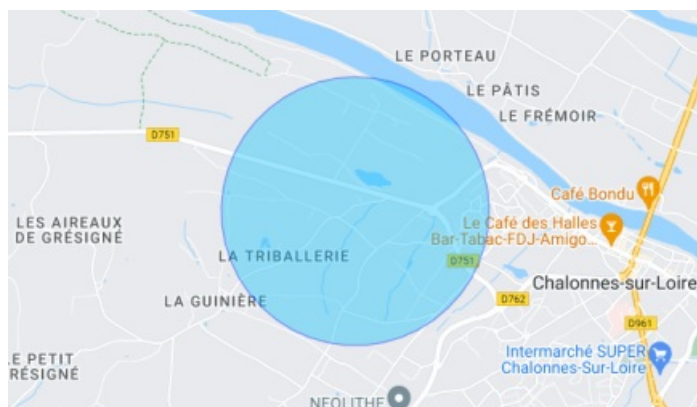 LE PORTEAU
LE PÂTIS
LE FRÉMOIR
D751
Café Bondu
LES AIREAUX
DE GRÉSIGNÉ
Le Café des Halles
Bar-Tabac-FDJ-Amigo...
LA TRIBALLERIE
D751
Chalonnes-sur-Loire
LA GUINIÈRE
D762
D961
LE PETIT
RÉSIGNÉ
Intermarché SUPER
Chalonnes-Sur-Loire
NEOLITHE